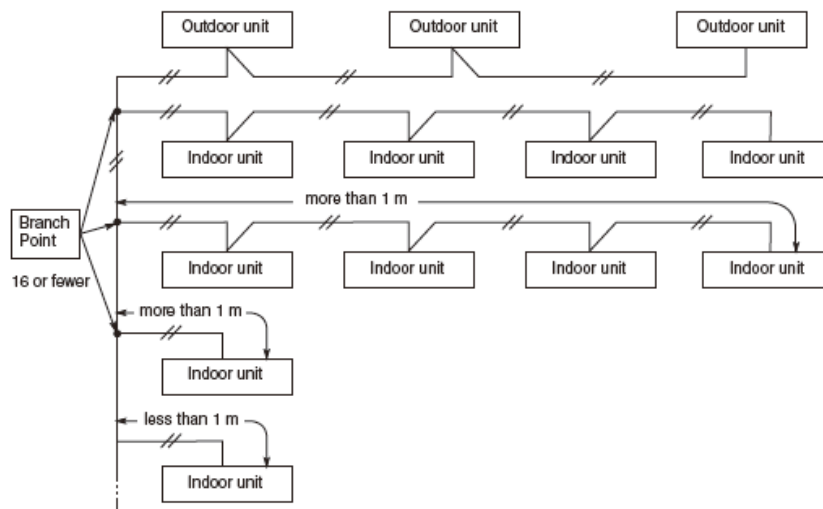 Outdoor unit
Outdoor unit
Outdoor unit
Indoor unit
Indoor unit
Indoor unit
Indoor unit
more than 1 m
Branch
Point
Indoor unit
Indoor unit
Indoor unit
Indoor unit
16 or fewer
more than 1 m
Indoor unit
less than 1 m
Indoor unit